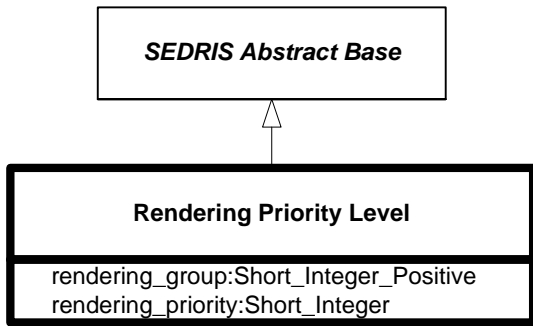 SEDRIS Abstract Base
Rendering Priority Level
rendering_group:Short_Integer_Positive
rendering_priority:Short_Integer